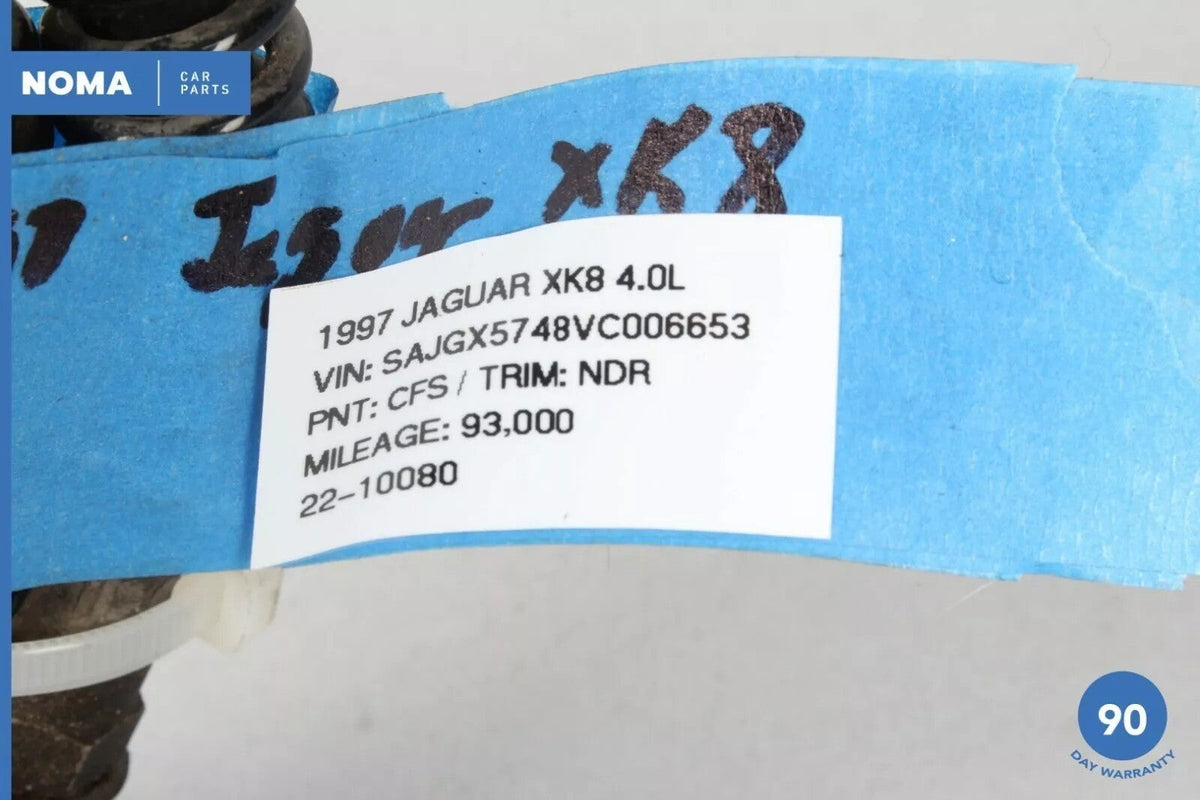 NOMA
CAR
PARTS
XK8
1997 JAGUAR XK8 4.0L
VIN: SAJGX5748VC006653
PNT: CFS / TRIM: NDR
MILEAGE: 93,000
22-10080
90
DAY WARRANTY